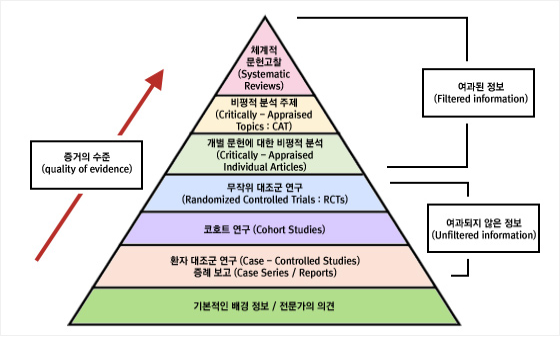 체계적
문헌고찰
(Systematic
Reviews)
비평적 분석 주제
(Critically - Appraised
Topics : CAT)
개별 문헌에 대한 비평적 분석
(Critically - Appraised
Individual Articles)
무작위 대조군 연구
(Randomized Controlled Trials : RCTs)
코호트 연구 (Cohort Studies)
환자 대조군 연구 (Case - Controlled Studies)
증례 보고 (Case Series / Reports)
기본적인 배경 정보 / 전문가의 의견
증거의 수준
(quality of evidence)
여과된 정보
(Filtered information)
여과되지 않은 정보
(Unfiltered information)